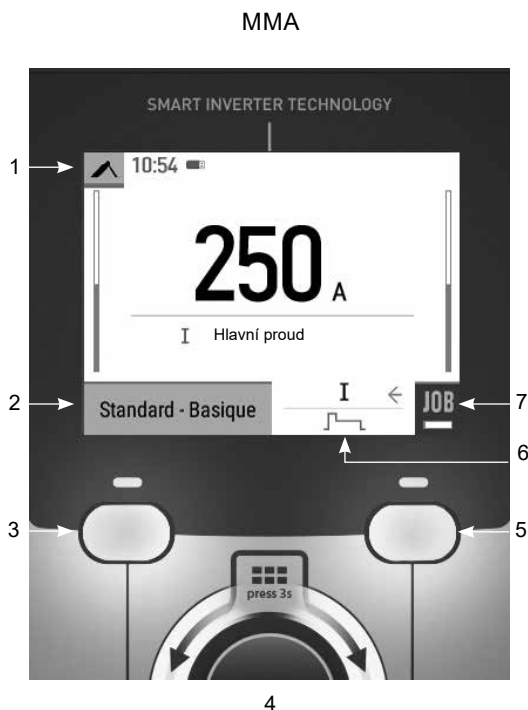 MMA
SMART INVERTER TECHNOLOGY
1
10:54
250 A
I Hlavní proud
2
Standard - Basique
I ←
JOB
7
6
3
5
press 3s
4